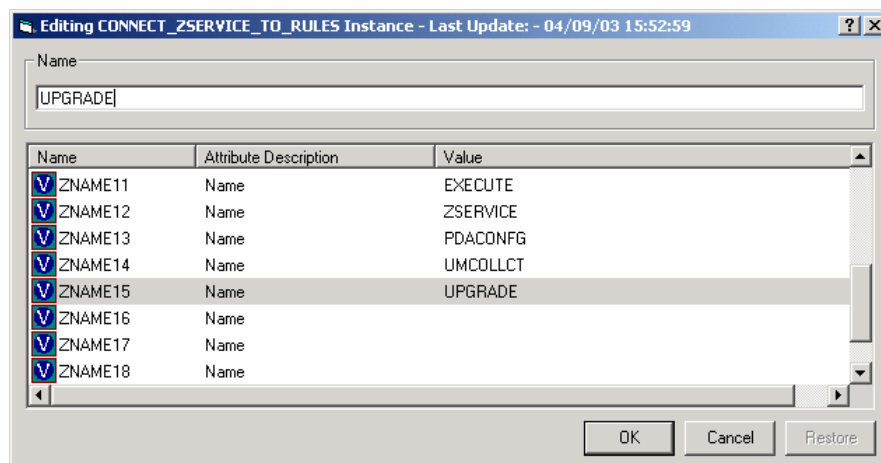 Editing CONNECT_ZSERVICE_TO_RULES Instance - Last Update: - 04/09/03 15:52:59
Name
UPGRADE
Name Attribute Description Value
V ZNAME11 Name EXECUTE
V ZNAME12 Name ZSERVICE
V ZNAME13 Name PDACONFG
V ZNAME14 Name UMCOLLCT
V ZNAME15 Name UPGRADE
V ZNAME16 Name
V ZNAME17 Name
V ZNAME18 Name
OK Cancel Restore